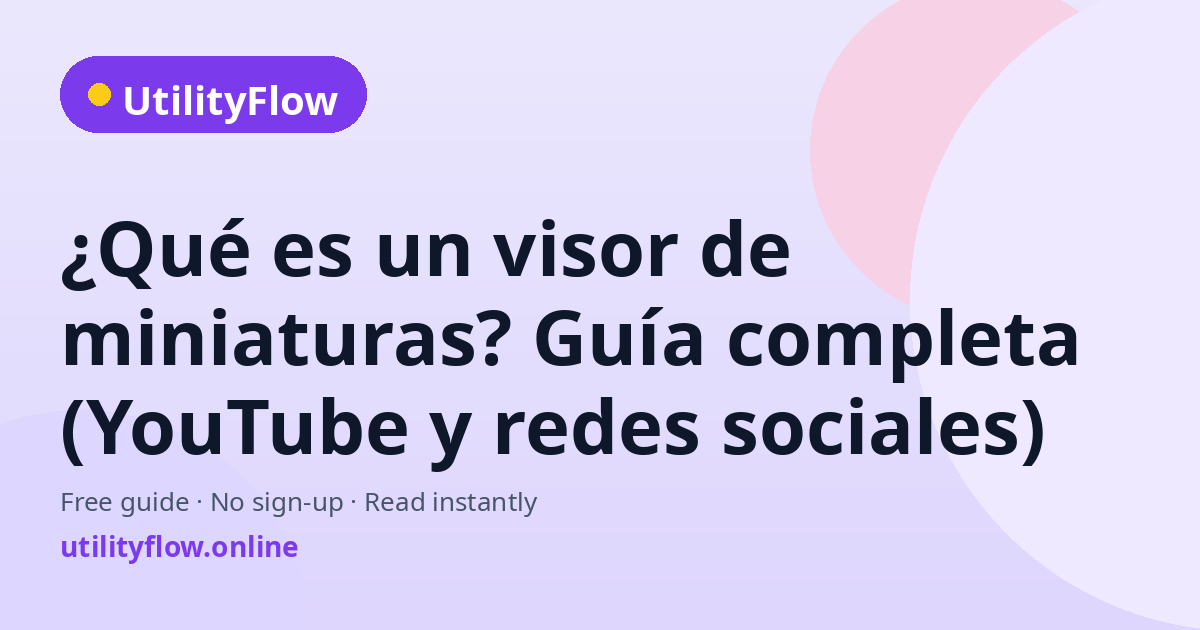 UtilityFlow
¿Qué es un visor de
miniaturas? Guía completa
(YouTube y redes sociales)
Free guide · No sign-up · Read instantly
utilityflow.online